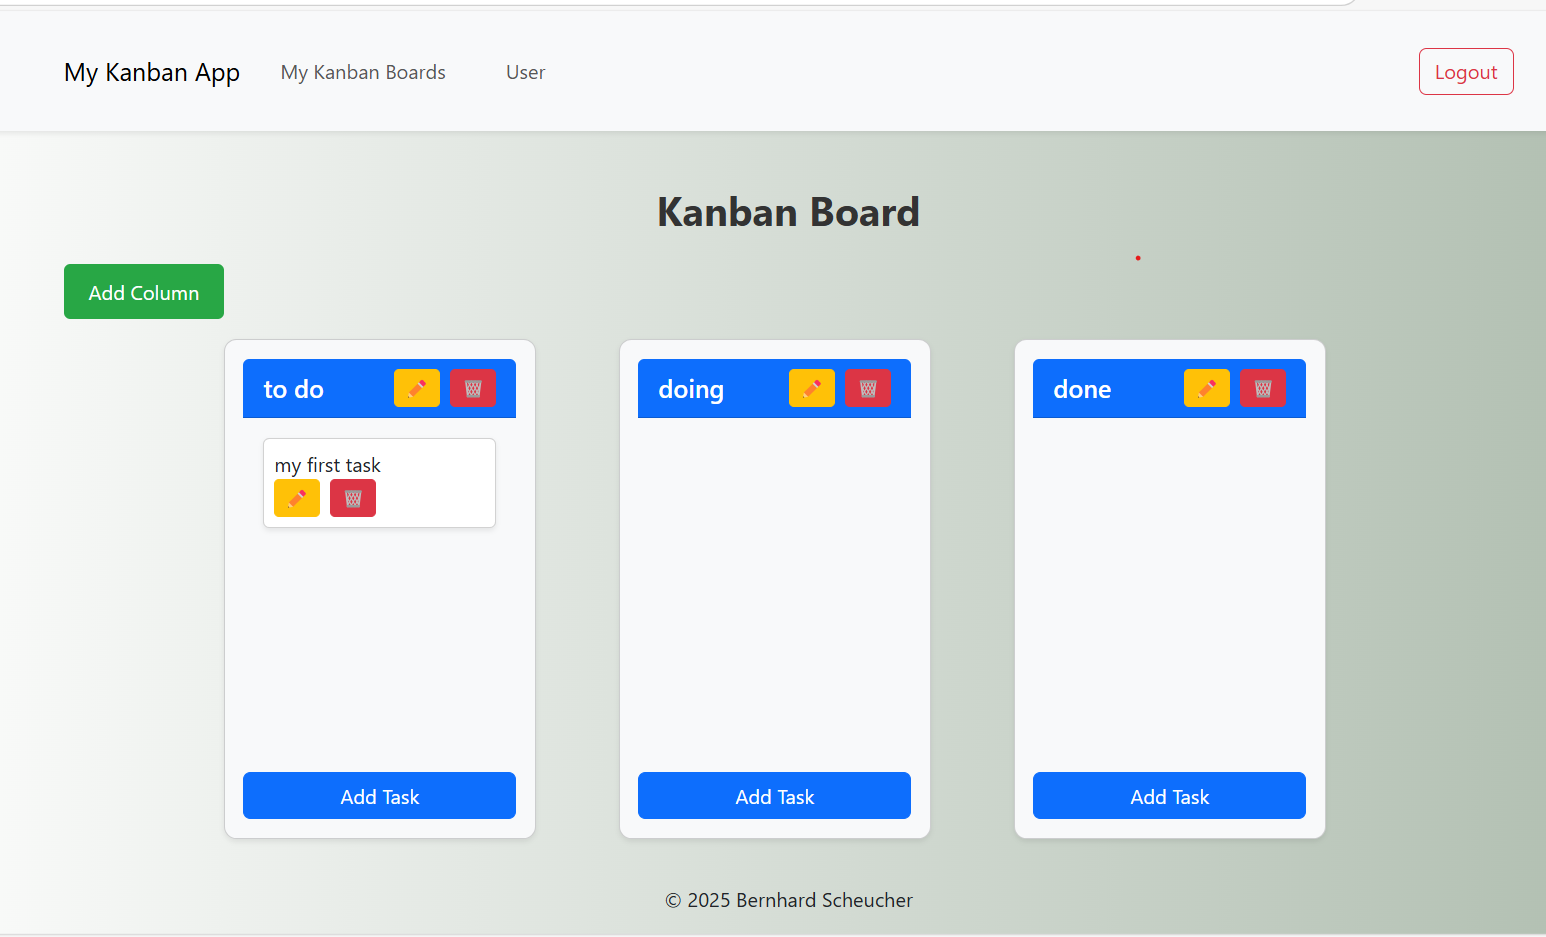 My Kanban App My Kanban Boards User Logout
Kanban Board
Add Column
to do
my first task
Add Task
doing
Add Task
done
Add Task
© 2025 Bernhard Scheucher